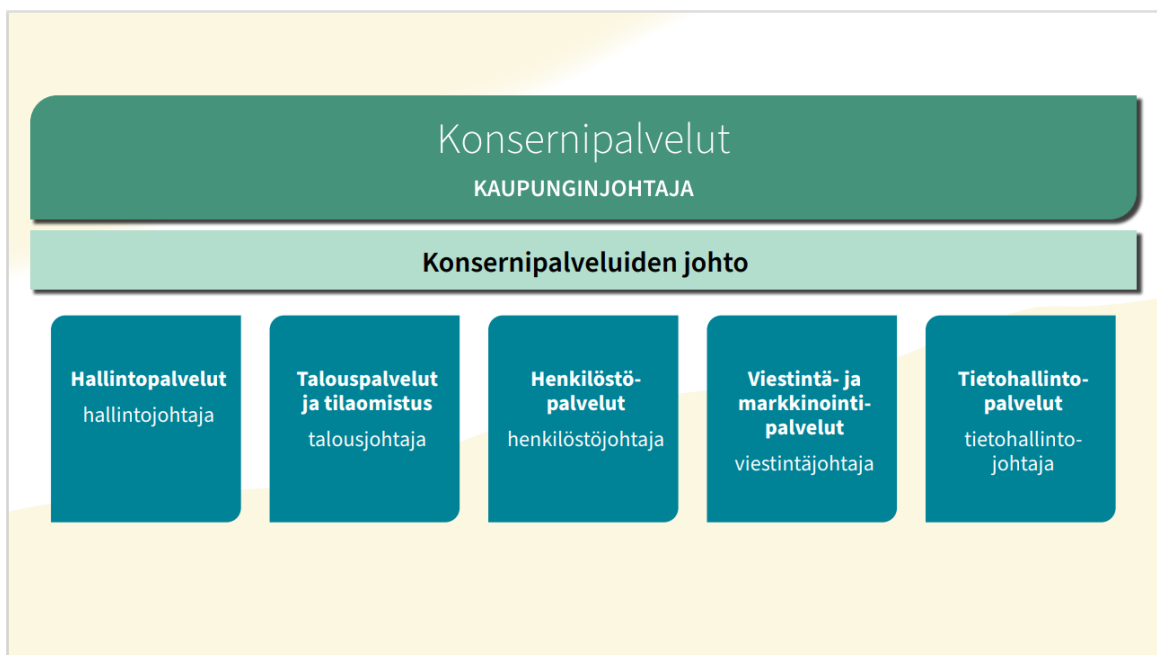 Konsernipalvelut
KAUPUNGINJOHTAJA
Konsernipalveluiden johto
Hallintopalvelut
hallintojohtaja
Talouspalvelut
ja tilaomistus
talousjohtaja
Henkilöstö-
palvelut
henkilöstöjohtaja
Viestintä- ja
markkinointi-
palvelut
viestintäjohtaja
Tietohallinto-
palvelut
tietohallinto-
johtaja